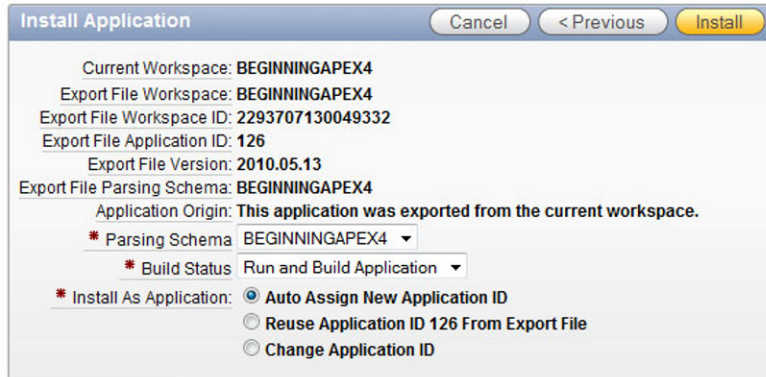 Install Application Cancel < Previous Install
Current Workspace: BEGINNINGAPEX4
Export File Workspace: BEGINNINGAPEX4
Export File Workspace ID: 2293707130049332
Export File Application ID: 126
Export File Version: 2010.05.13
Export File Parsing Schema: BEGINNINGAPEX4
Application Origin: This application was exported from the current workspace.
* Parsing Schema BEGINNINGAPEX4
* Build Status Run and Build Application
* Install As Application: Auto Assign New Application ID
Reuse Application ID 126 From Export File
Change Application ID